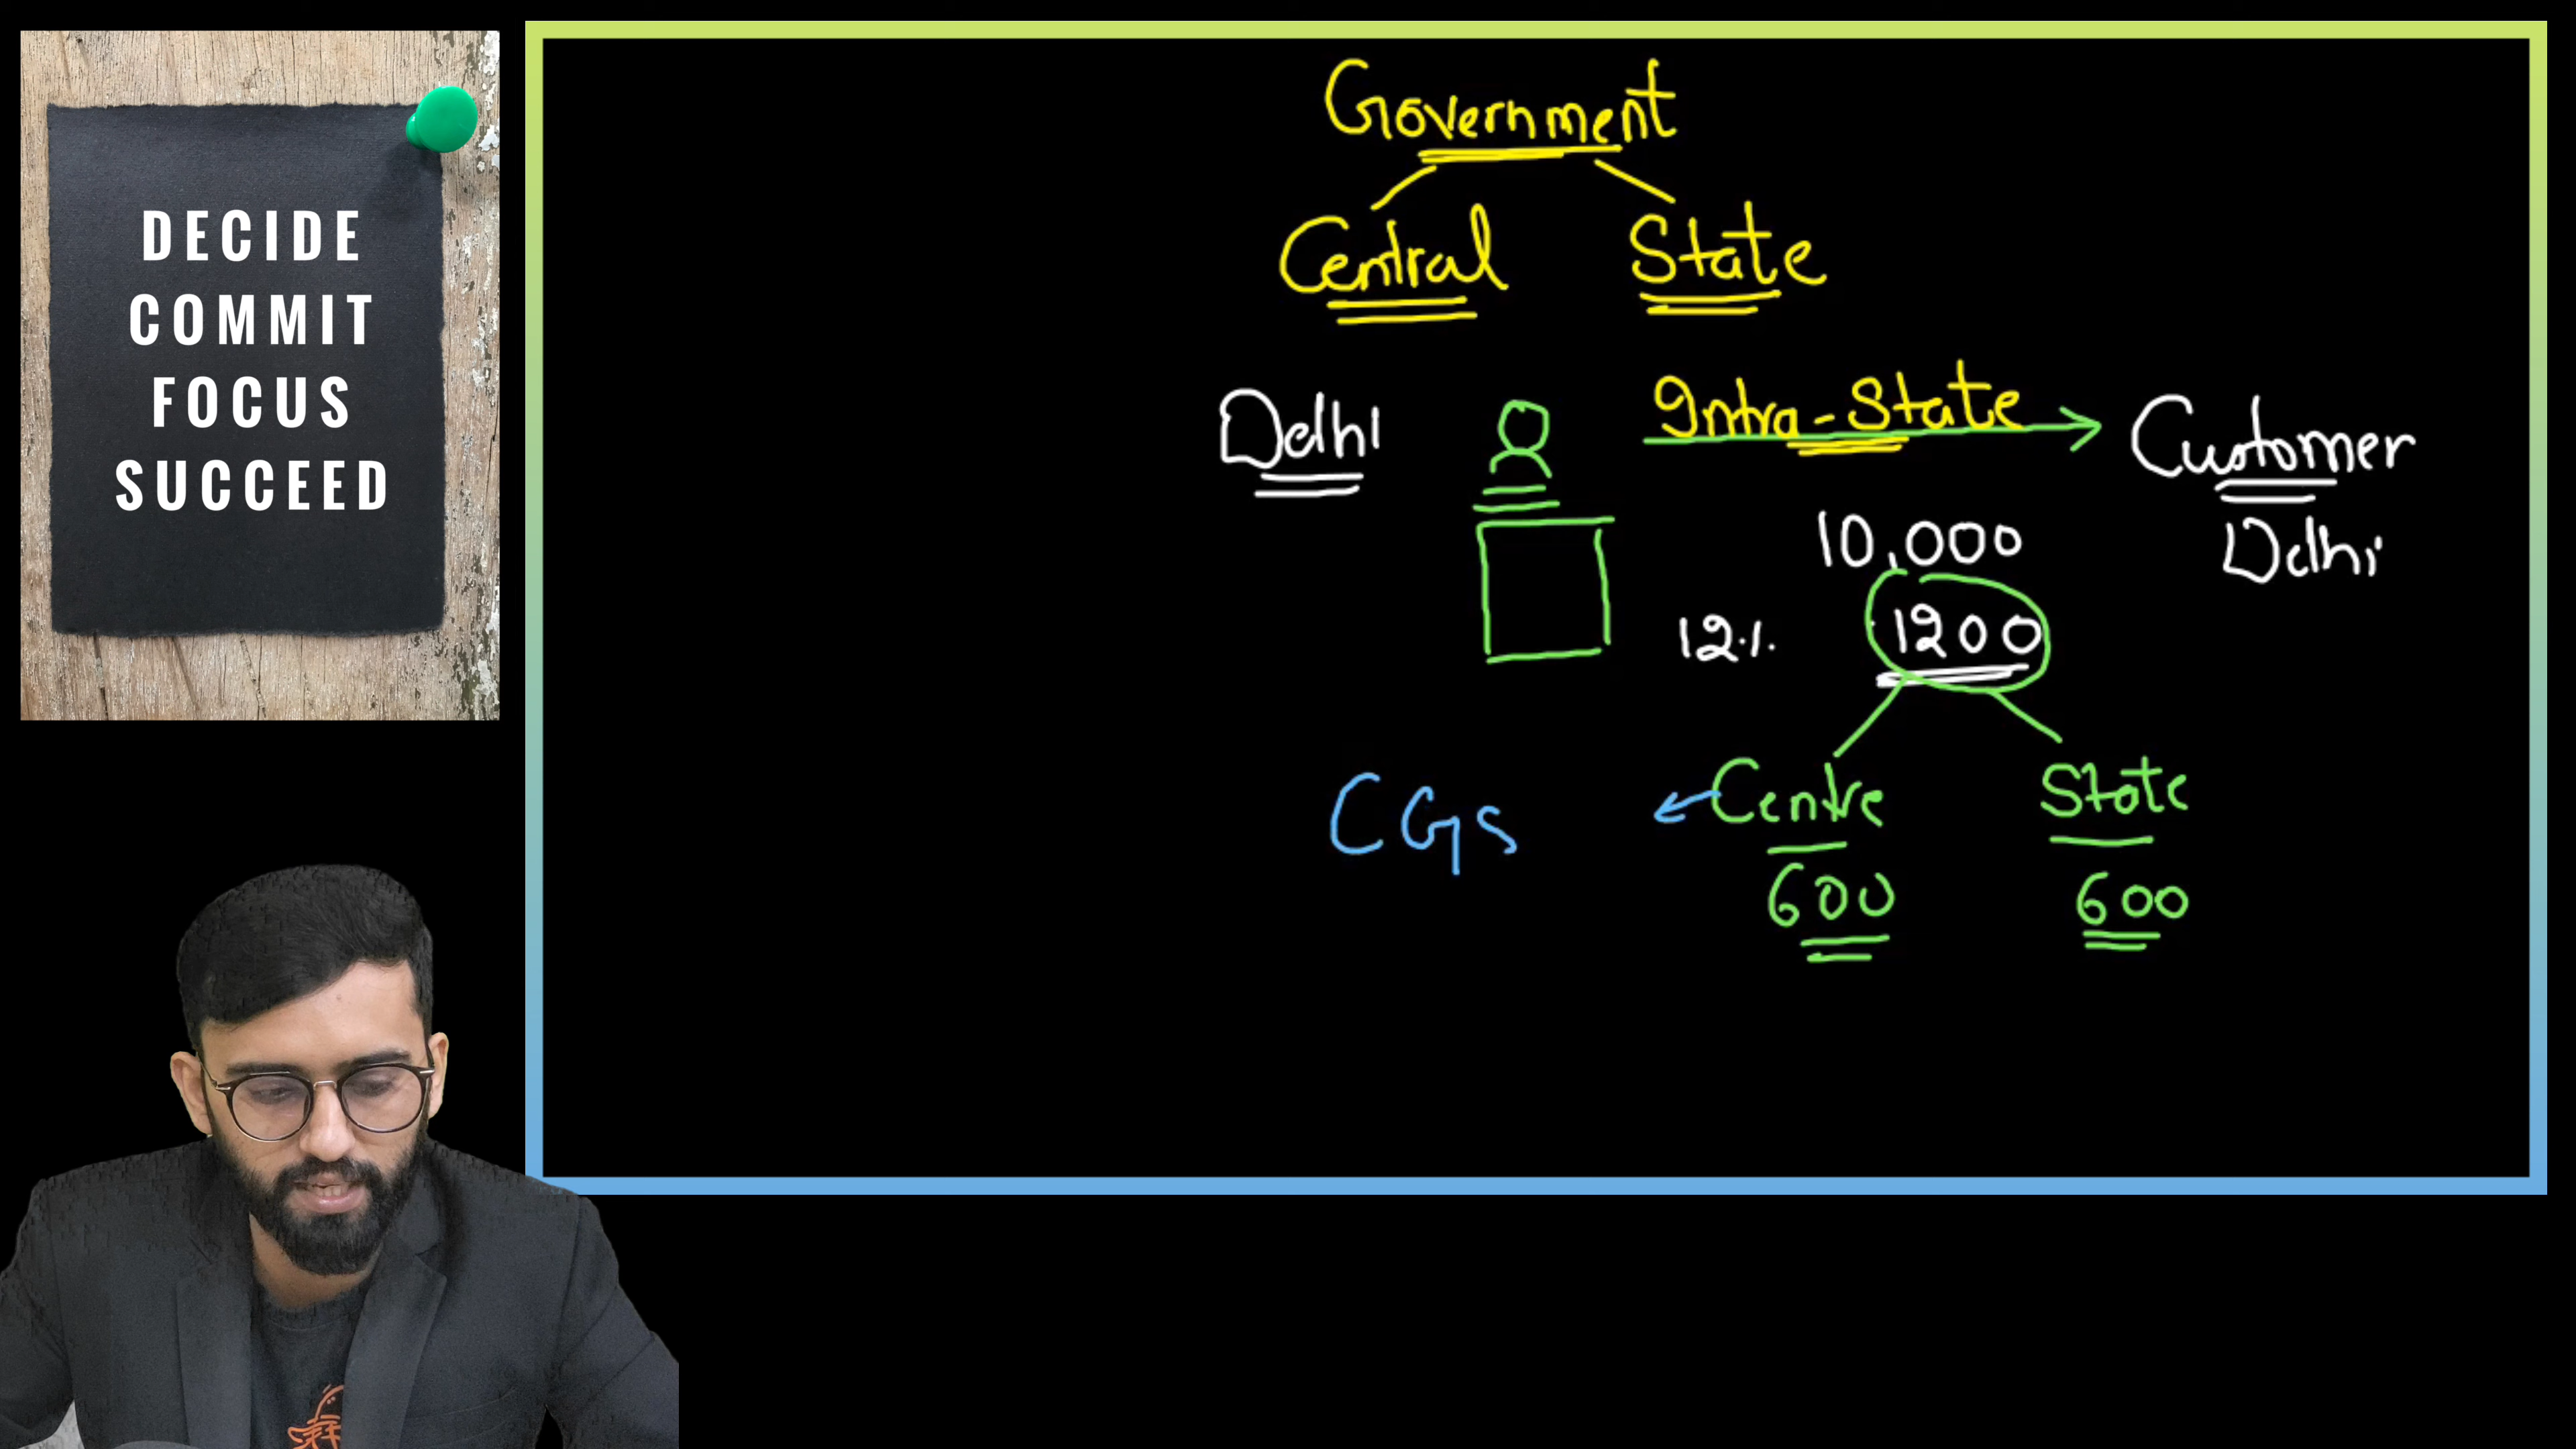 DECIDE
COMMIT
FOCUS
SUCCEED
Government
Central State
Delhi Intra-State Customer
10,000 Delhi
12% 1200
CGS Centre State
600 600